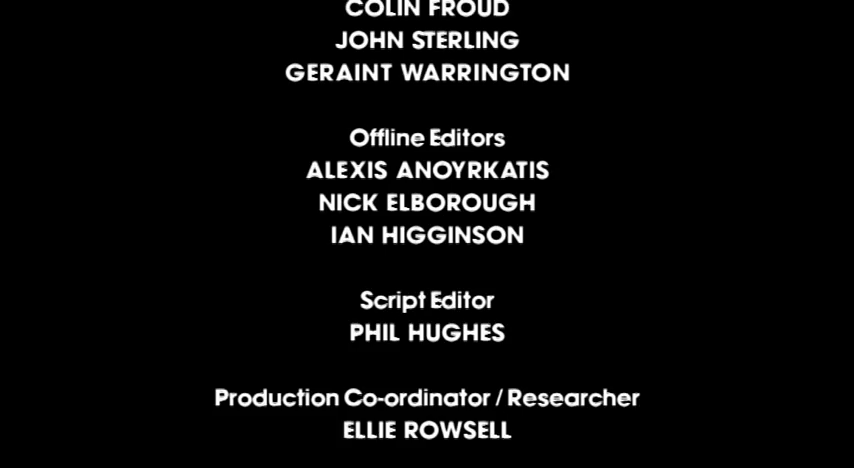 COLIN FROUD
JOHN STERLING
GERAINT WARRINGTON
Offline Editors
ALEXIS ANOYRKATIS
NICK ELBOROUGH
IAN HIGGINSON
Script Editor
PHIL HUGHES
Production Co-ordinator / Researcher
ELLIE ROWSELL